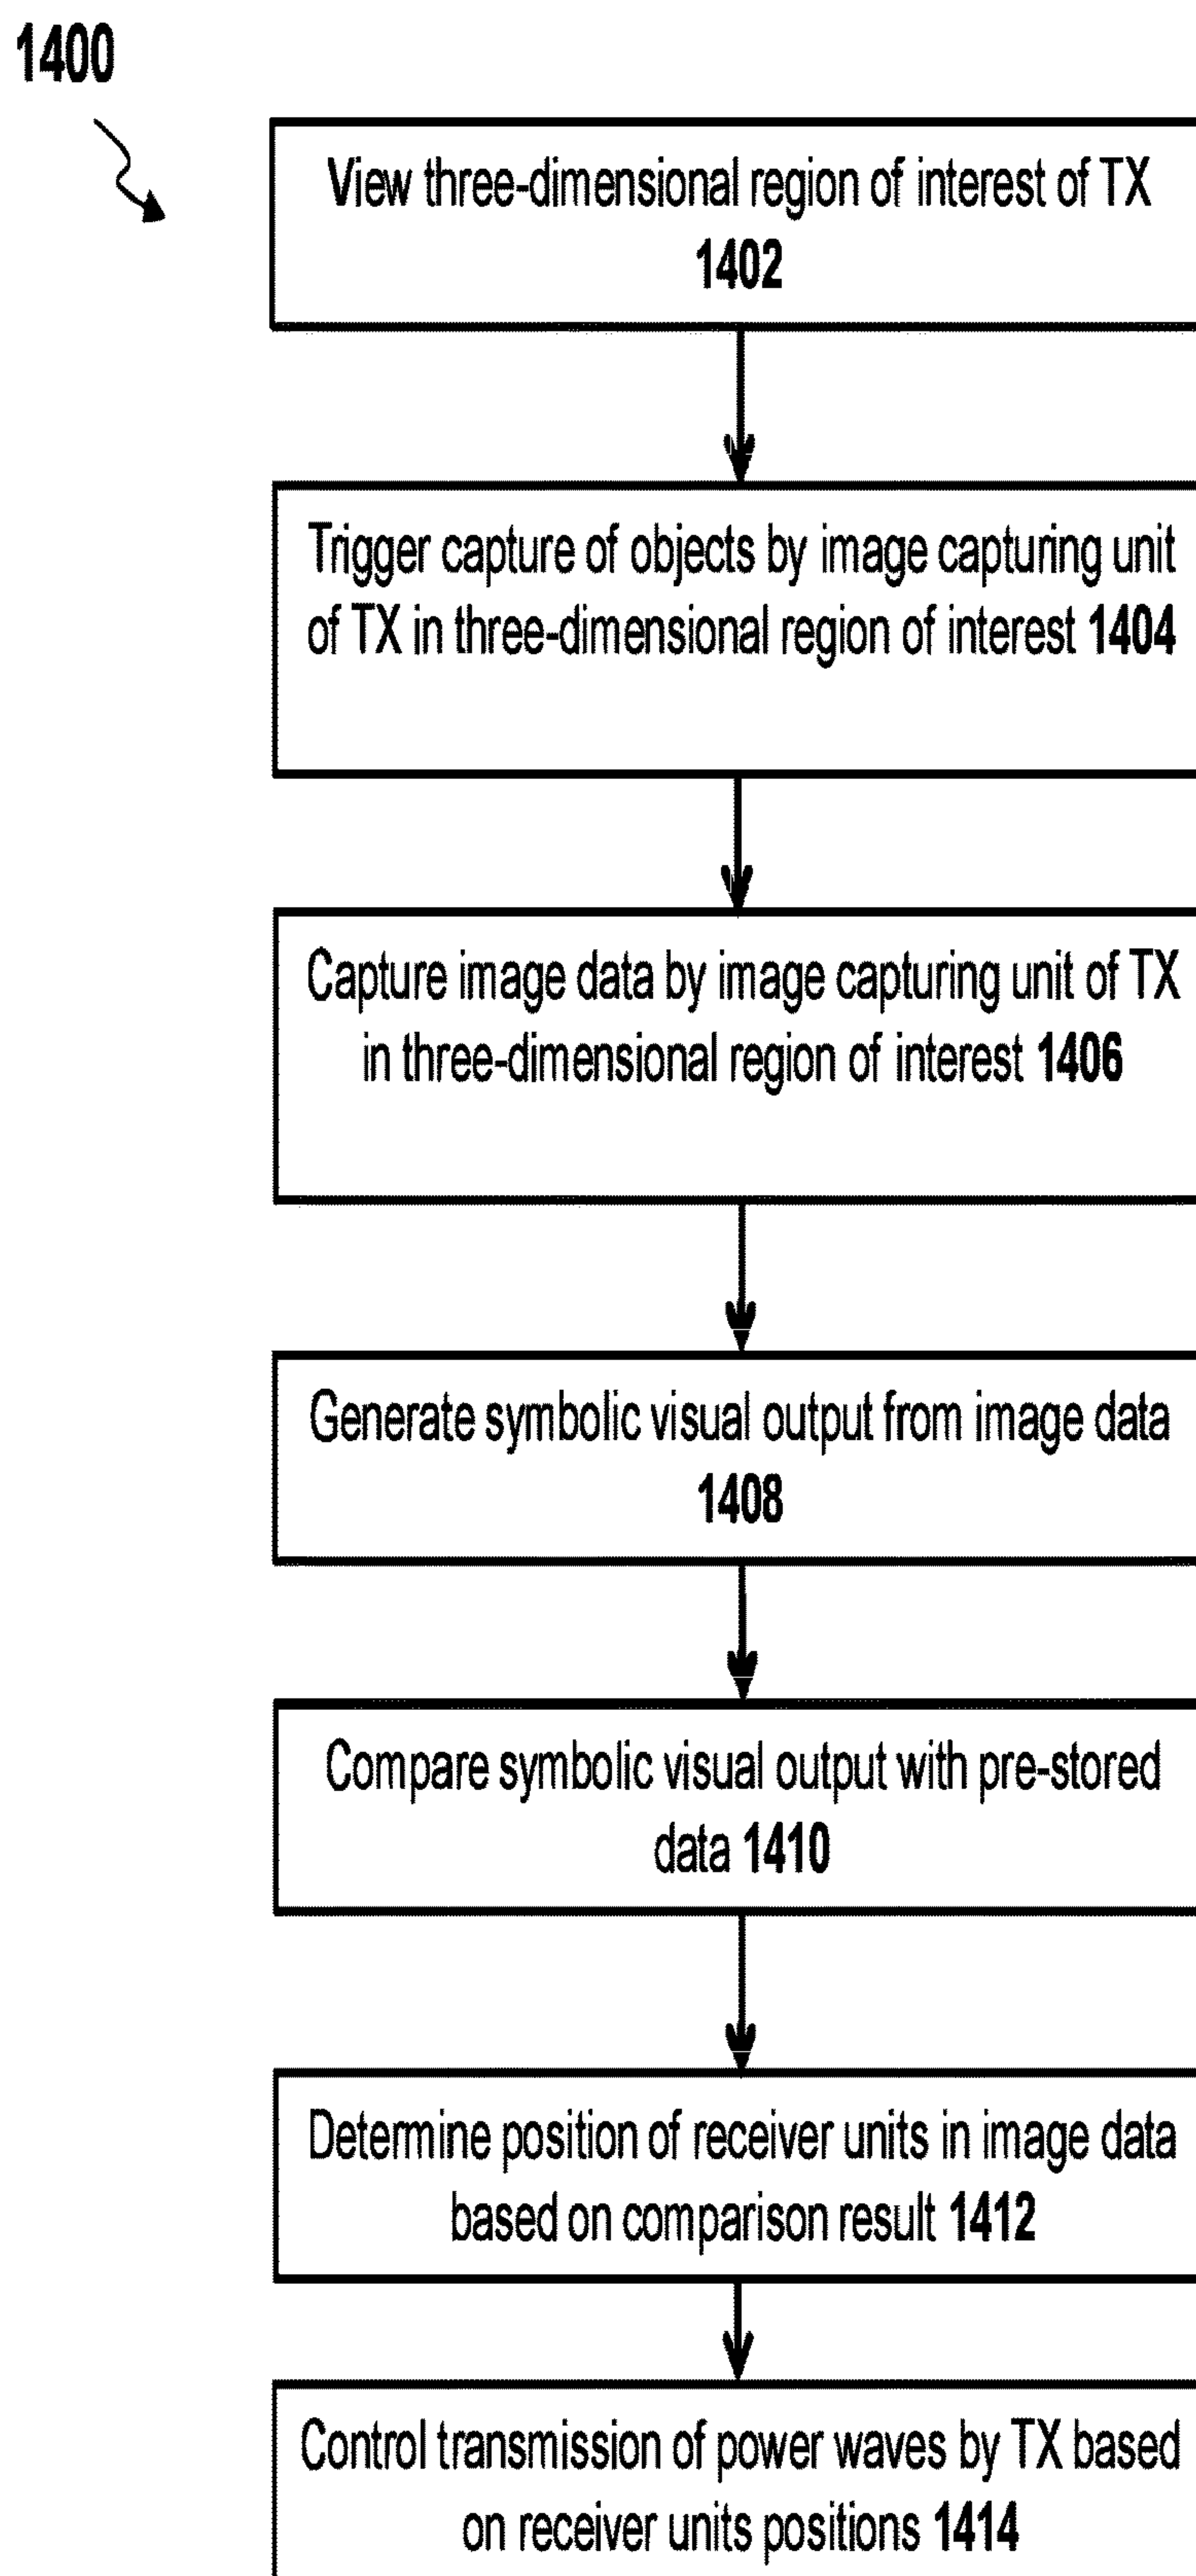 1400
View three-dimensional region of interest of TX
1402
Trigger capture of objects by image capturing unit
of TX in three-dimensional region of interest 1404
Capture image data by image capturing unit of TX
in three-dimensional region of interest 1406
Generate symbolic visual output from image data
1408
Compare symbolic visual output with pre-stored
data 1410
Determine position of receiver units in image data
based on comparison result 1412
Control transmission of power waves by TX based
on receiver units positions 1414